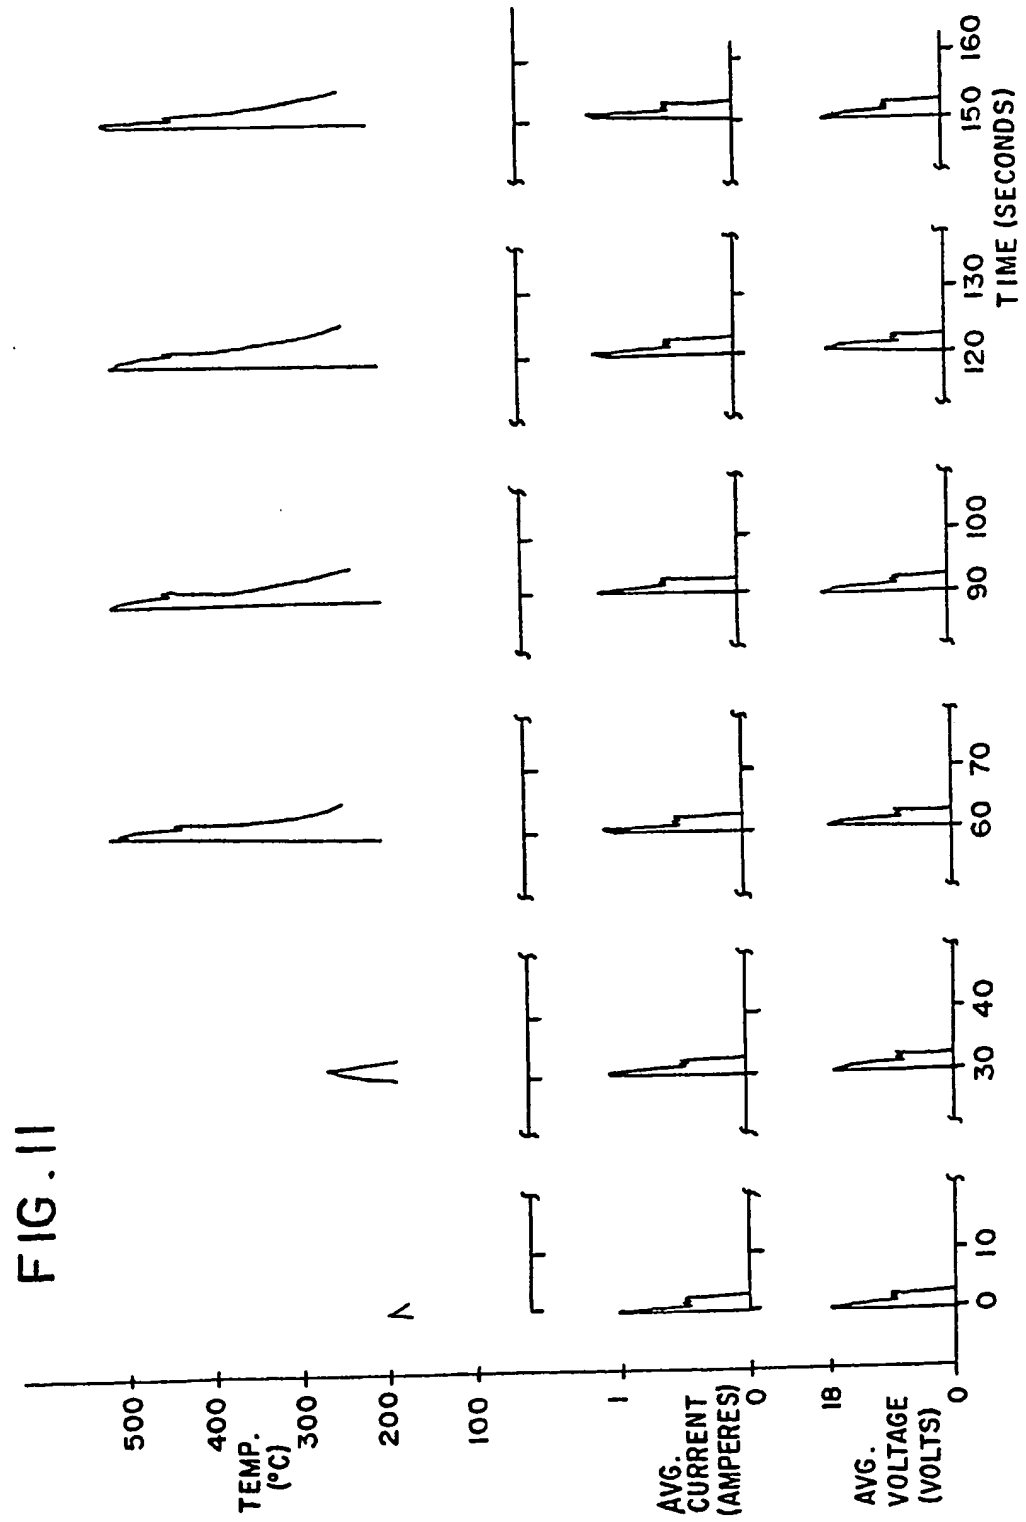 FIG. 11
500
400
300
200
100
TEMP.
(°C)
1
0
AVG.
CURRENT
(AMPERES)
18
0
AVG.
VOLTAGE
(VOLTS)
0 10 30 40 60 70 90 100 120 130 150 160
TIME (SECONDS)